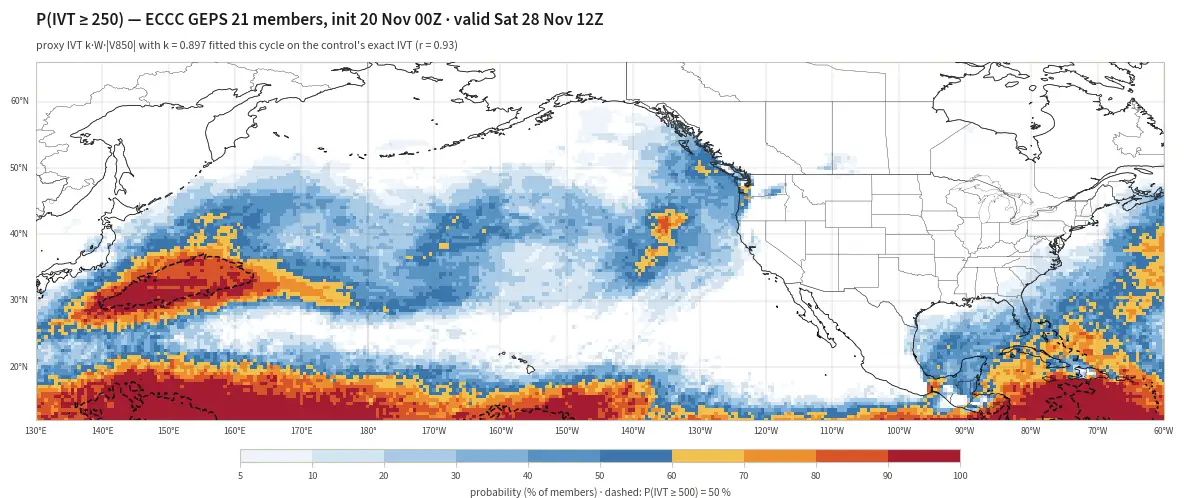 P(IVT ≥ 250) — ECCC GEPS 21 members, init 20 Nov 00Z · valid Sat 28 Nov 12Z
proxy IVT k·W·|V850| with k = 0.897 fitted this cycle on the control's exact IVT (r = 0.93)
60°N
50°N
40°N
30°N
20°N
130°E 140°E 150°E 160°E 170°E 180° 170°W 160°W 150°W 140°W 130°W 120°W 110°W 100°W 90°W 80°W 70°W 60°W
5 10 20 30 40 50 60 70 80 90 100
probability (% of members) · dashed: P(IVT ≥ 500) = 50 %